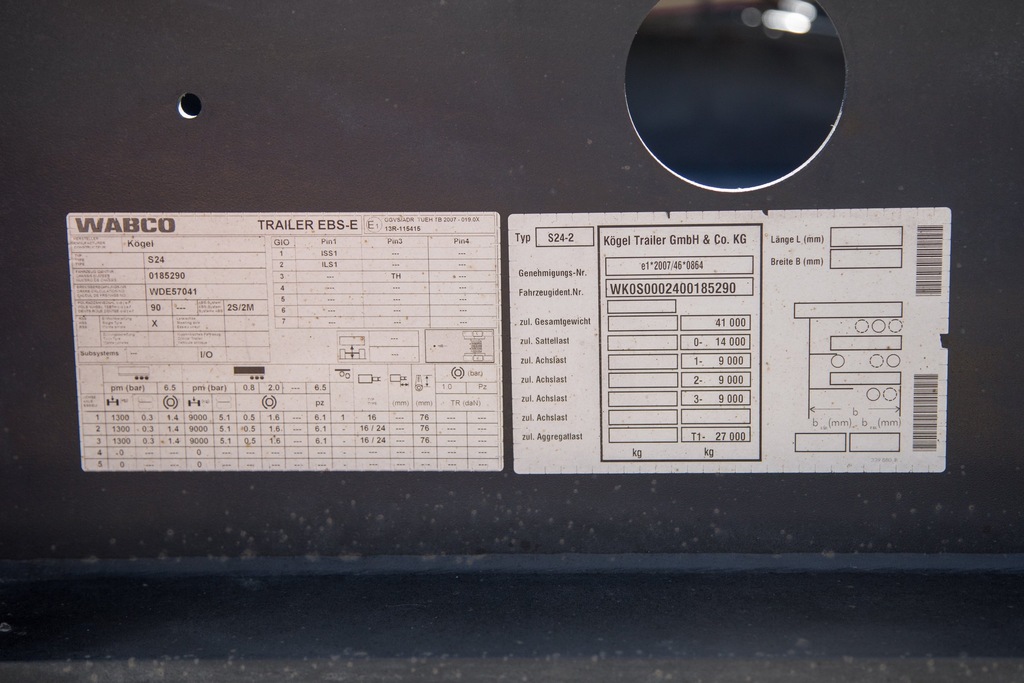 WABCO TRAILER EBS-E E1 GGVS/ADR TUEH TB 2007 - 019.0X
13R-115415
Kögel
S24
0185290
WDE57041
90 --- 2S/2M
X
Subsystems --- I/O
GIO Pin1 Pin3 Pin4
1 ISS1 --- ---
2 ILS1 --- ---
3 --- TH ---
4 --- --- ---
5 --- --- ---
6 --- --- ---
7 --- --- ---
(bar)
pm (bar) 6.5 pm (bar) 0.8 2.0 --- 6.5 1.0 Pz
pz (mm) (mm) TR (daN)
1 1300 0.3 1.4 9000 5.1 0.5 1.6 --- 6.1 1 16 --- 76 --- ---
2 1300 0.3 1.4 9000 5.1 0.5 1.6 --- 6.1 --- 16 / 24 --- 76 --- ---
3 1300 0.3 1.4 9000 5.1 0.5 1.6 --- 6.1 --- 16 / 24 --- 76 --- ---
4 0 --- --- 0 --- --- --- --- --- --- --- --- --- --- ---
5 0 --- --- 0 --- --- --- --- --- --- --- --- --- --- ---
Typ S24-2 Kögel Trailer GmbH & Co. KG
Genehmigungs-Nr. e1*2007/46*0864
Fahrzeugident.Nr. WK0S0002400185290
zul. Gesamtgewicht 41 000
zul. Sattellast 0- 14 000
zul. Achslast 1- 9 000
zul. Achslast 2- 9 000
zul. Achslast 3- 9 000
zul. Achslast
zul. Aggregatlast T1- 27 000
kg kg
Länge L (mm)
Breite B (mm)
b
b (mm) b (mm)